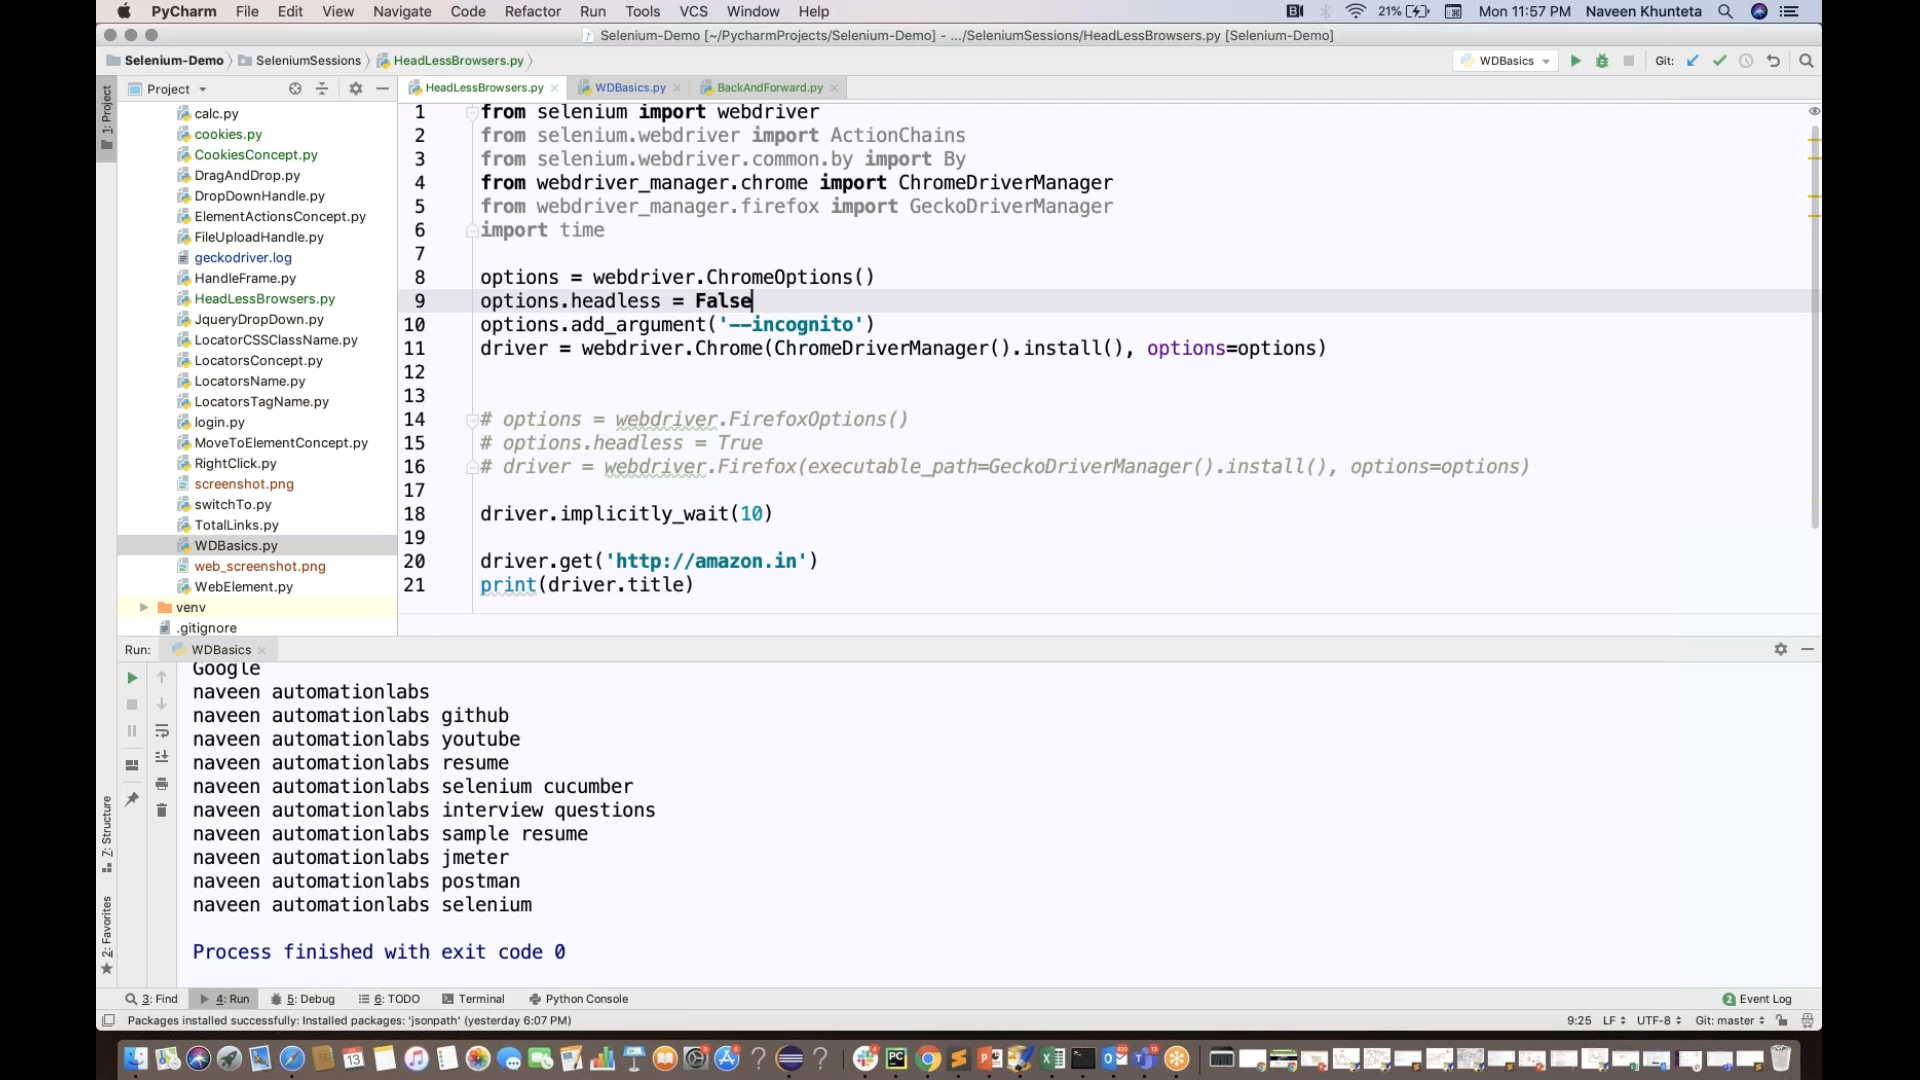 PyCharm File Edit View Navigate Code Refactor Run Tools VCS Window Help 21% Mon 11:57 PM Naveen Khunteta
Selenium-Demo [~/PycharmProjects/Selenium-Demo] - .../SeleniumSessions/HeadLessBrowsers.py [Selenium-Demo]
Selenium-Demo SeleniumSessions HeadLessBrowsers.py WDBasics Git:
Project HeadLessBrowsers.py WDBasics.py BackAndForward.py
1: Project
calc.py
cookies.py
CookiesConcept.py
DragAndDrop.py
DropDownHandle.py
ElementActionsConcept.py
FileUploadHandle.py
geckodriver.log
HandleFrame.py
HeadLessBrowsers.py
JqueryDropDown.py
LocatorCSSClassName.py
LocatorsConcept.py
LocatorsName.py
LocatorsTagName.py
login.py
MoveToElementConcept.py
RightClick.py
screenshot.png
switchTo.py
TotalLinks.py
WDBasics.py
web_screenshot.png
WebElement.py
venv
.gitignore
1 from selenium import webdriver
2 from selenium.webdriver import ActionChains
3 from selenium.webdriver.common.by import By
4 from webdriver_manager.chrome import ChromeDriverManager
5 from webdriver_manager.firefox import GeckoDriverManager
6 import time
7
8 options = webdriver.ChromeOptions()
9 options.headless = False
10 options.add_argument('--incognito')
11 driver = webdriver.Chrome(ChromeDriverManager().install(), options=options)
12
13
14 # options = webdriver.FirefoxOptions()
15 # options.headless = True
16 # driver = webdriver.Firefox(executable_path=GeckoDriverManager().install(), options=options)
17
18 driver.implicitly_wait(10)
19
20 driver.get('http://amazon.in')
21 print(driver.title)
Run: WDBasics
Google
naveen automationlabs
naveen automationlabs github
naveen automationlabs youtube
naveen automationlabs resume
naveen automationlabs selenium cucumber
naveen automationlabs interview questions
naveen automationlabs sample resume
naveen automationlabs jmeter
naveen automationlabs postman
naveen automationlabs selenium
Process finished with exit code 0
7: Structure
2: Favorites
3: Find 4: Run 5: Debug 6: TODO Terminal Python Console 2 Event Log
Packages installed successfully: Installed packages: 'jsonpath' (yesterday 6:07 PM) 9:25 LF UTF-8 Git: master